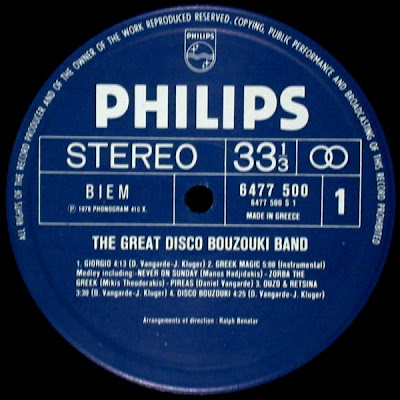 ALL RIGHTS OF THE RECORD PRODUCER AND OF THE OWNER OF THE WORK REPRODUCED RESERVED. COPYING, PUBLIC PERFORMANCE AND BROADCASTING OF THIS RECORD PROHIBITED
PHILIPS
PHILIPS
STEREO 33 1/3
BIEM 6477 500 1
6477 500 S 1
℗ 1978 PHONOGRAM MADE IN GREECE
THE GREAT DISCO BOUZOUKI BAND
1. GIORGIO 4:13 (D. Vangarde-J. Kluger) 2. GREEK MAGIC 5:08 (Instrumental)
Medley including:-NEVER ON SUNDAY (Manos Hadjidakis) - ZORBA THE
GREEK (Mikis Theodorakis) - PIREAS (Daniel Vangarde) 3. OUZO & RETSINA
3:30 (D. Vangarde-J. Kluger) 4. DISCO BOUZOUKI 4:25 (D. Vangarde-J. Kluger)
Arrangements et direction : Ralph Benatar